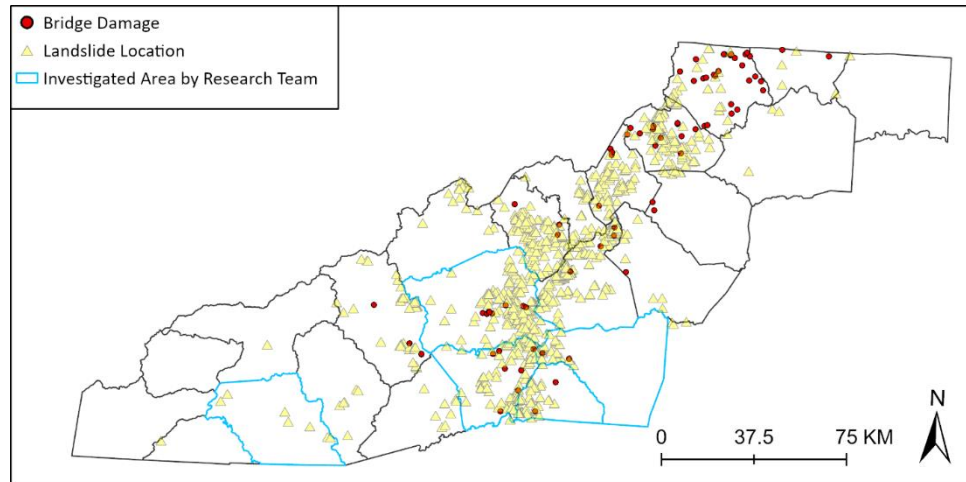 Bridge Damage
Landslide Location
Investigated Area by Research Team
N
0 37.5 75 KM